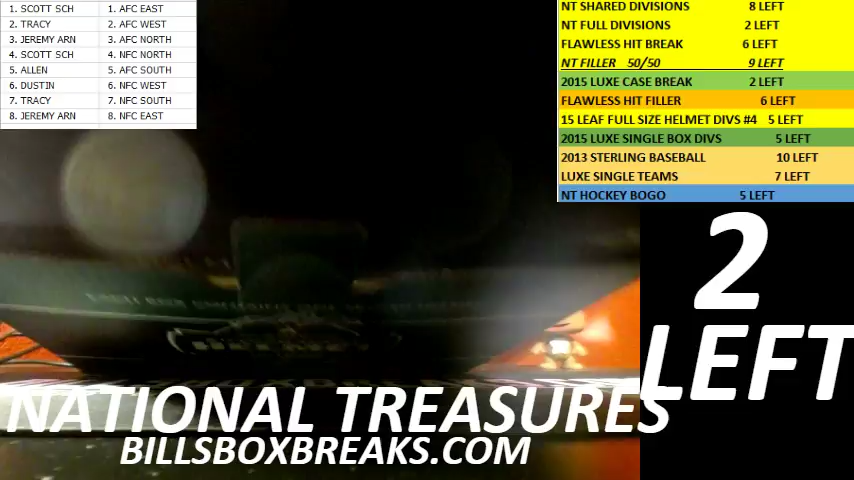 1. SCOTT SCH 1. AFC EAST
2. TRACY 2. AFC WEST
3. JEREMY ARN 3. AFC NORTH
4. SCOTT SCH 4. NFC NORTH
5. ALLEN 5. AFC SOUTH
6. DUSTIN 6. NFC WEST
7. TRACY 7. NFC SOUTH
8. JEREMY ARN 8. NFC EAST
NT SHARED DIVISIONS 8 LEFT
NT FULL DIVISIONS 2 LEFT
FLAWLESS HIT BREAK 6 LEFT
NT FILLER 50/50 9 LEFT
2015 LUXE CASE BREAK 2 LEFT
FLAWLESS HIT FILLER 6 LEFT
15 LEAF FULL SIZE HELMET DIVS #4 5 LEFT
2015 LUXE SINGLE BOX DIVS 5 LEFT
2013 STERLING BASEBALL 10 LEFT
LUXE SINGLE TEAMS 7 LEFT
NT HOCKEY BOGO 5 LEFT
2
LEFT
NATIONAL TREASURES
BILLSBOXBREAKS.COM